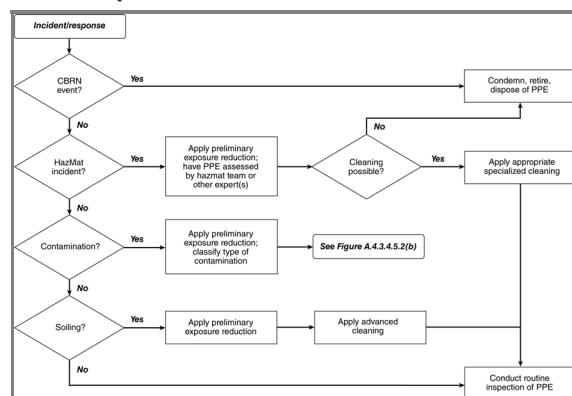 Incident/response
CBRN
event?
Yes
Condemn, retire,
dispose of PPE
No
No
HazMat
incident?
Yes
Apply preliminary
exposure reduction;
have PPE assessed
by hazmat team or
other expert(s)
Cleaning
possible?
Yes
Apply appropriate
specialized cleaning
No
Contamination?
Yes
Apply preliminary
exposure reduction;
classify type of
contamination
See Figure A.4.3.4.5.2(b)
No
Soiling?
Yes
Apply preliminary
exposure reduction
Apply advanced
cleaning
No
Conduct routine
inspection of PPE